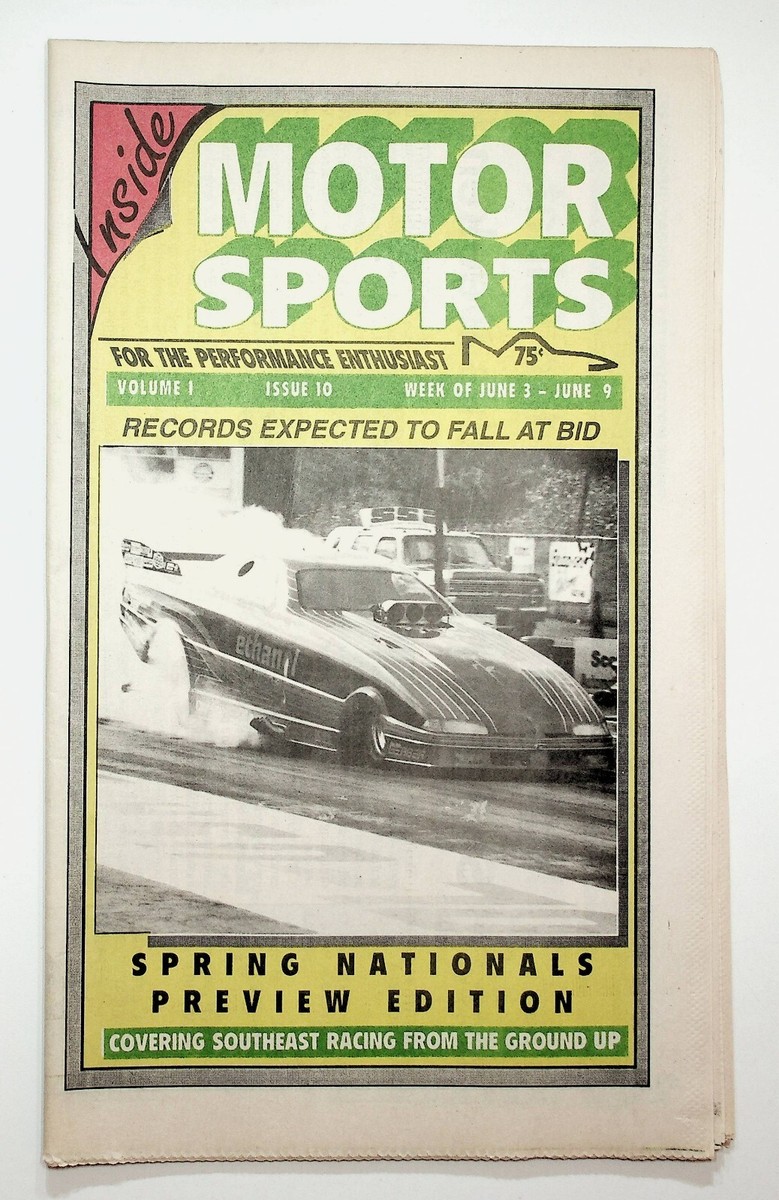 Inside
MOTOR
SPORTS
FOR THE PERFORMANCE ENTHUSIAST 75¢
VOLUME I ISSUE 10 WEEK OF JUNE 3 – JUNE 9
RECORDS EXPECTED TO FALL AT BID
SSS
ethanol
SPRING NATIONALS
PREVIEW EDITION
COVERING SOUTHEAST RACING FROM THE GROUND UP